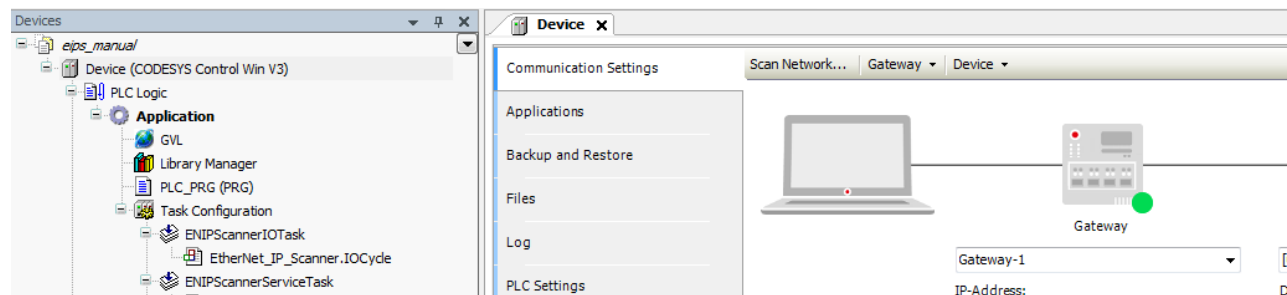 Devices
eips_manual
Device (CODESYS Control Win V3)
PLC Logic
Application
GVL
Library Manager
PLC_PRG (PRG)
Task Configuration
ENIPScannerIOTask
EtherNet_IP_Scanner.IOCycle
ENIPScannerServiceTask
Device
Communication Settings
Applications
Backup and Restore
Files
Log
PLC Settings
Scan Network... Gateway Device
Gateway
Gateway-1
IP-Address: